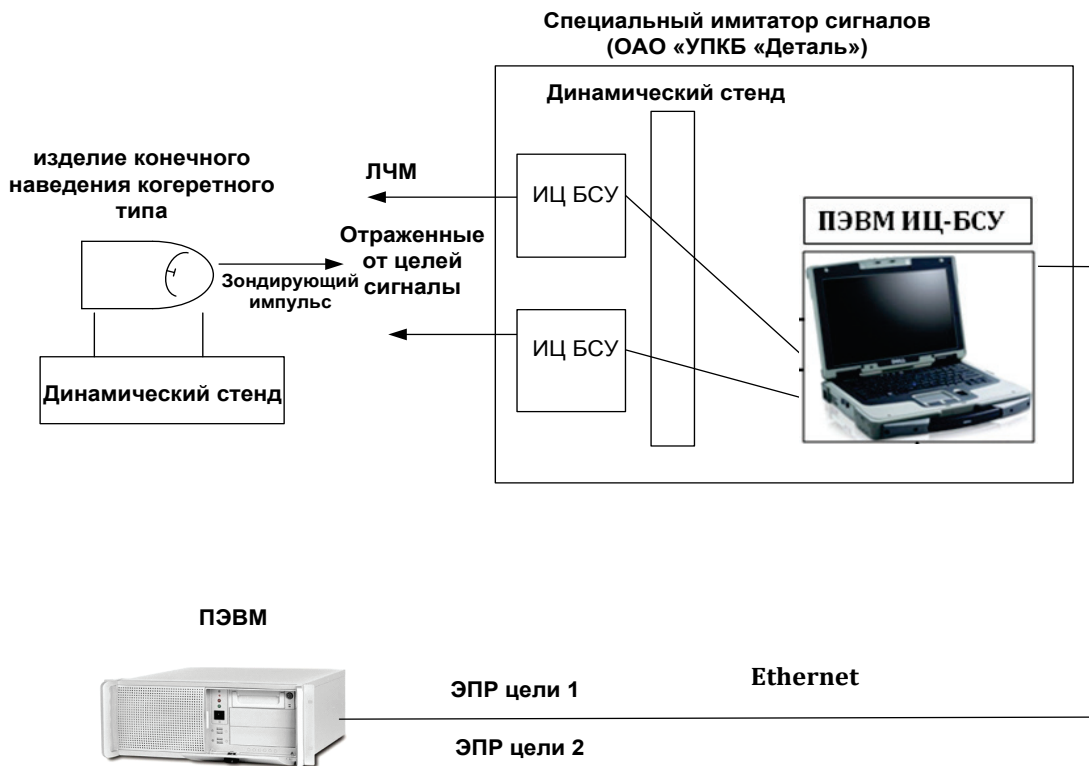 Специальный имитатор сигналов
(ОАО «УПКБ «Деталь»)
Динамический стенд
изделие конечного
наведения когеретного
типа
ЛЧМ
ИЦ БСУ
ПЭВМ ИЦ-БСУ
Отраженные
от целей
сигналы
Зондирующий
импульс
ИЦ БСУ
Динамический стенд
ПЭВМ
ЭПР цели 1
Ethernet
ЭПР цели 2